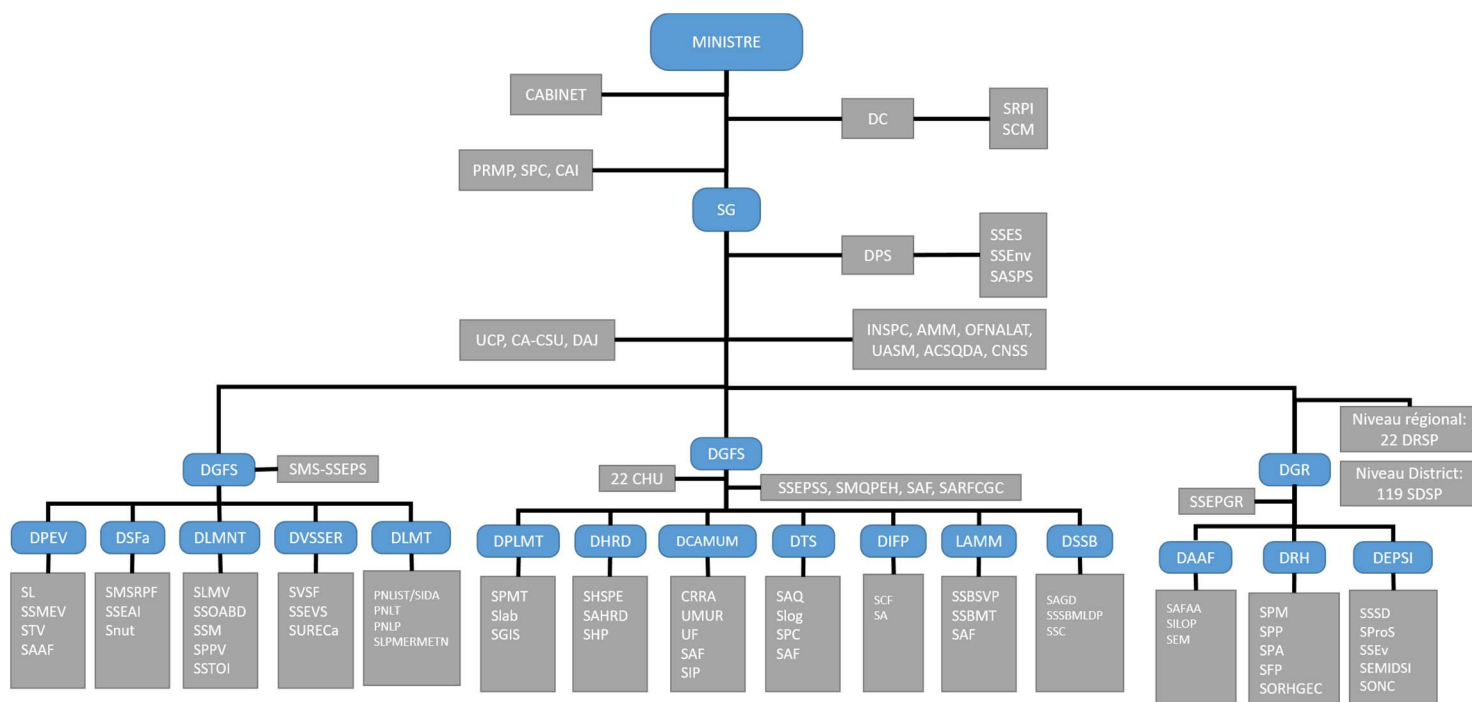 MINISTRE
CABINET
DC
SRPI
SCM
PRMP, SPC, CAI
SG
DPS
SSES
SSEnv
SASPS
UCP, CA-CSU, DAJ
INSPC, AMM, OFNALAT,
UASM, ACSQDA, CNSS
Niveau régional:
22 DRSP
Niveau District:
119 SDSP
DGFS
SMS-SSEPS
DGFS
22 CHU
SSEPSS, SMQPEH, SAF, SARFCGC
DGR
SSEPGR
DPEV
DSFa
DLMNT
DVSSER
DLMT
DPLMT
DHRD
DCAMUM
DTS
DIFP
LAMM
DSSB
DAAF
DRH
DEPSI
SL
SSMEV
STV
SAAF
SMSRPF
SSEAI
Snut
SLMV
SSOABD
SSM
SPPV
SSTOI
SVSF
SSEVS
SURECa
PNLIST/SIDA
PNLT
PNLP
SLPMERMETN
SPMT
Slab
SGIS
SHSPE
SAHRD
SHP
CRRA
UMUR
UF
SAF
SIP
SAQ
Slog
SPC
SAF
SCF
SA
SSBSVP
SSBMT
SAF
SAGD
SSSBMLDP
SSC
SAFAA
SILOP
SEM
SPM
SPP
SPA
SFP
SORHGEC
SSSD
SProS
SSEv
SEMIDSI
SONC